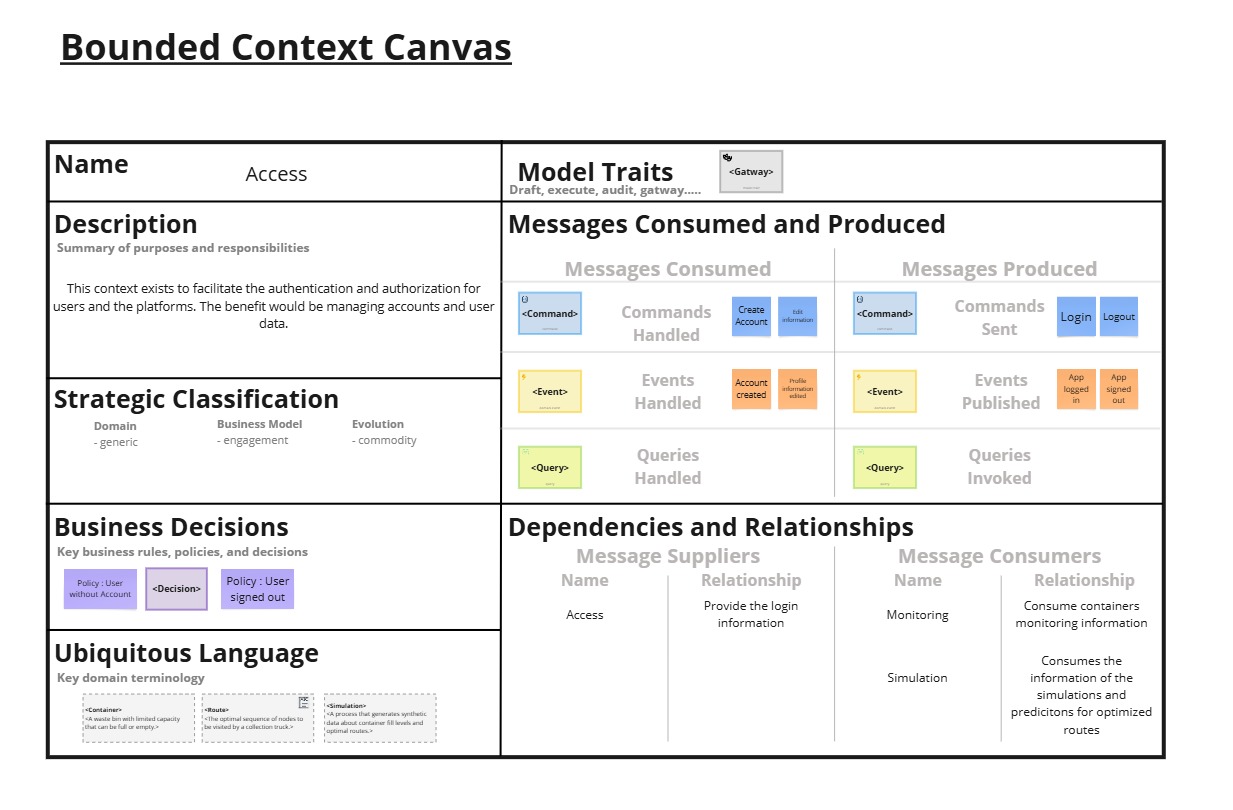 Bounded Context Canvas
Name
Access
Model Traits
Draft, execute, audit, gatway.....
<Gatway>
Description
Summary of purposes and responsibilities
This context exists to facilitate the authentication and authorization for
users and the platforms. The benefit would be managing accounts and user
data.
Strategic Classification
Domain
- generic
Business Model
- engagement
Evolution
- commodity
Business Decisions
Key business rules, policies, and decisions
Policy : User
without Account
<Decision>
Policy : User
signed out
Ubiquitous Language
Key domain terminology
<Container>
<A waste bin with limited capacity
that can be full or empty.>
<Route>
<The optimal sequence of nodes to
be visited by a collection truck.>
<Simulation>
<A process that generates synthetic
data about container fill levels and
optimal routes.>
Messages Consumed and Produced
Messages Consumed
<Command>
Commands
Handled
Create
Account
Edit
information
<Event>
Events
Handled
Account
created
Profile
information
edited
<Query>
Queries
Handled
Messages Produced
<Command>
Commands
Sent
Login
Logout
<Event>
Events
Published
App
logged
in
App
signed
out
<Query>
Queries
Invoked
Dependencies and Relationships
Message Suppliers
Name
Relationship
Access
Provide the login
information
Message Consumers
Name
Relationship
Monitoring
Consume containers
monitoring information
Simulation
Consumes the
information of the
simulations and
predicitons for optimized
routes